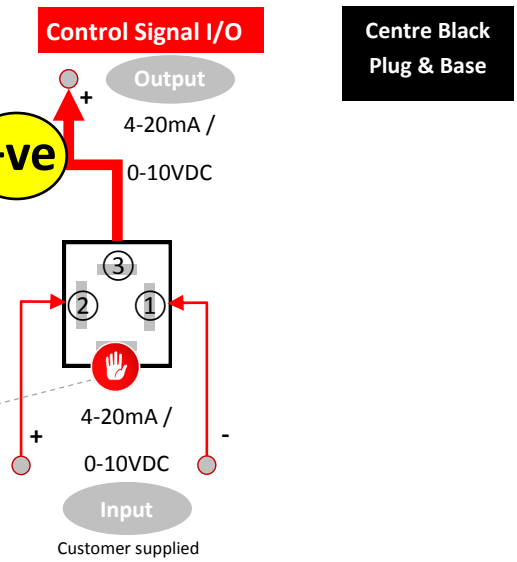 Control Signal I/O
Centre Black
Plug & Base
Output
+
4-20mA /
-ve
0-10VDC
3
2
1
4-20mA /
+
-
0-10VDC
Input
Customer supplied